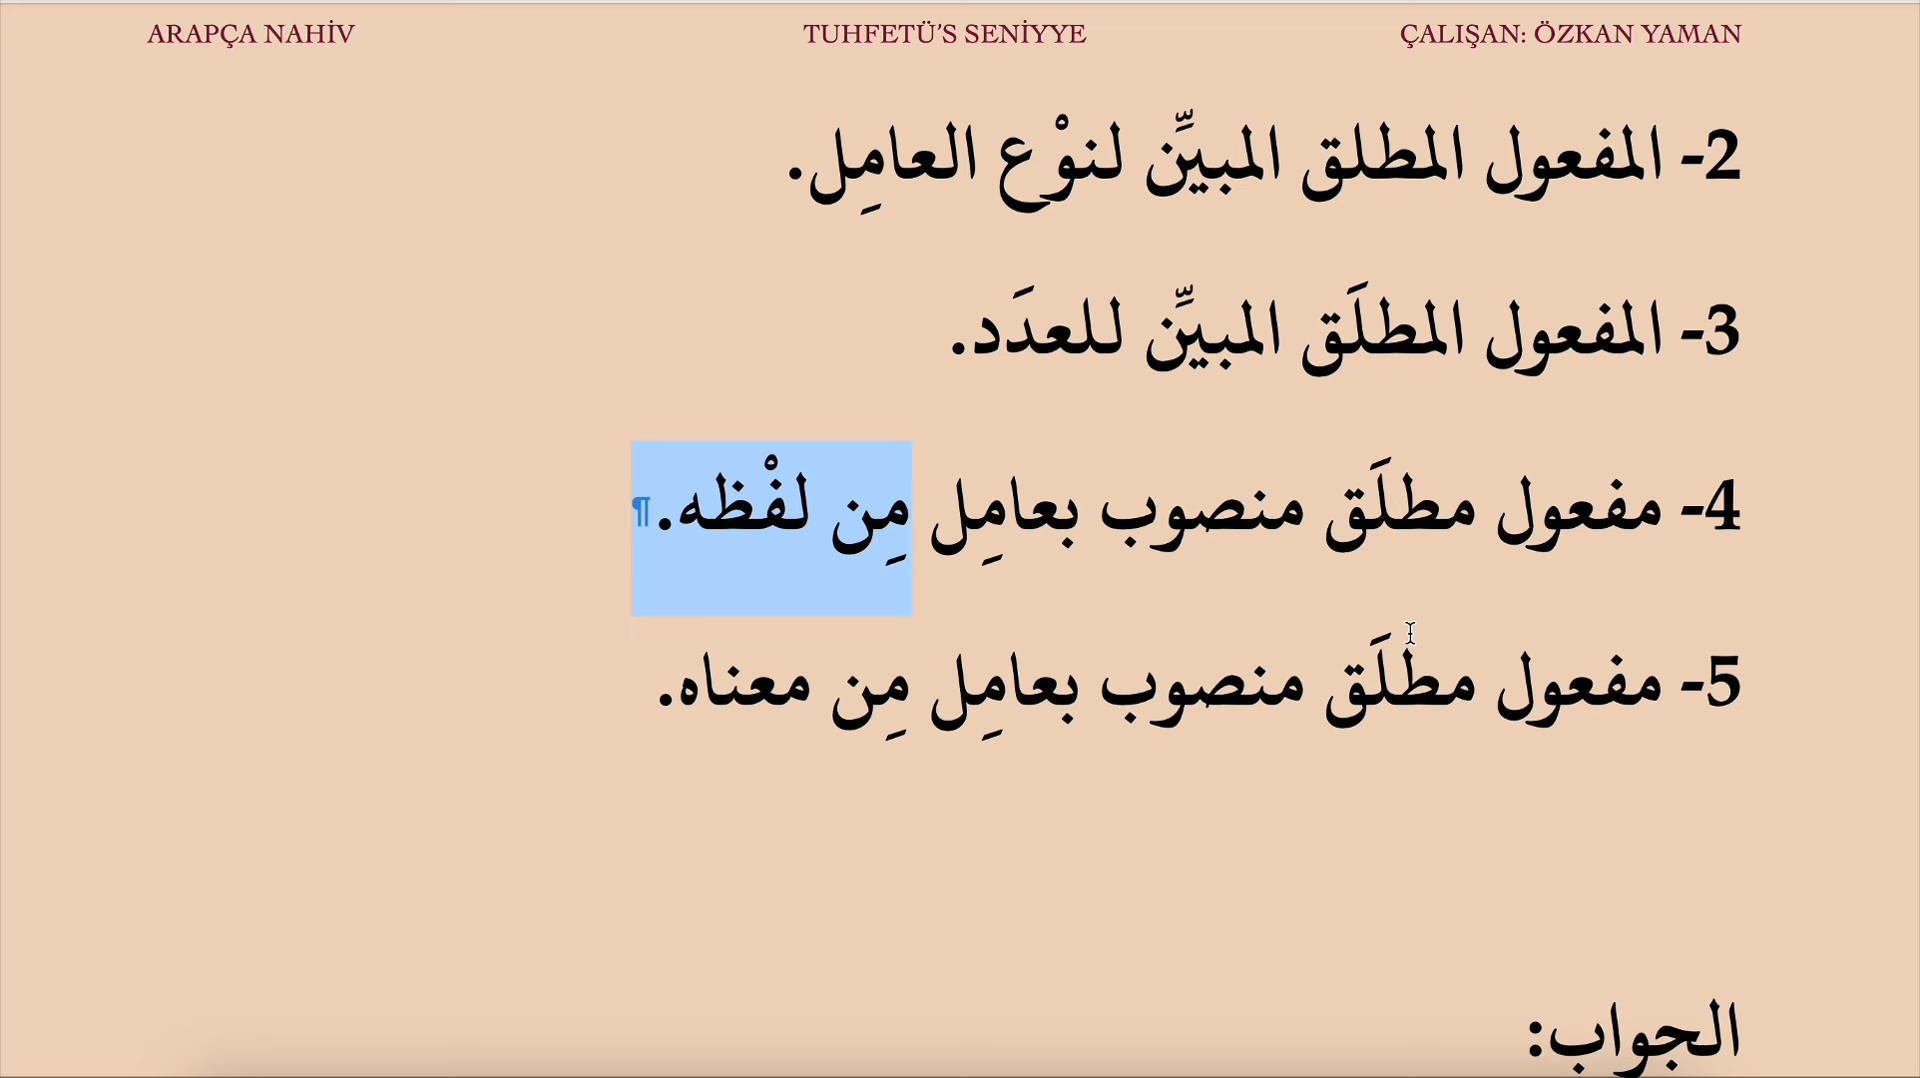 ARAPÇA NAHİV TUHFETÜ’S SENİYYE ÇALIŞAN: ÖZKAN YAMAN
2- المفعول المطلق المبيِّن لنوْع العامِل.
3- المفعول المطلَق المبيِّن للعدَد.
4- مفعول مطلَق منصوب بعامِل مِن لفْظه.¶
5- مفعول مطلَق منصوب بعامِل مِن معناه.
الجواب: